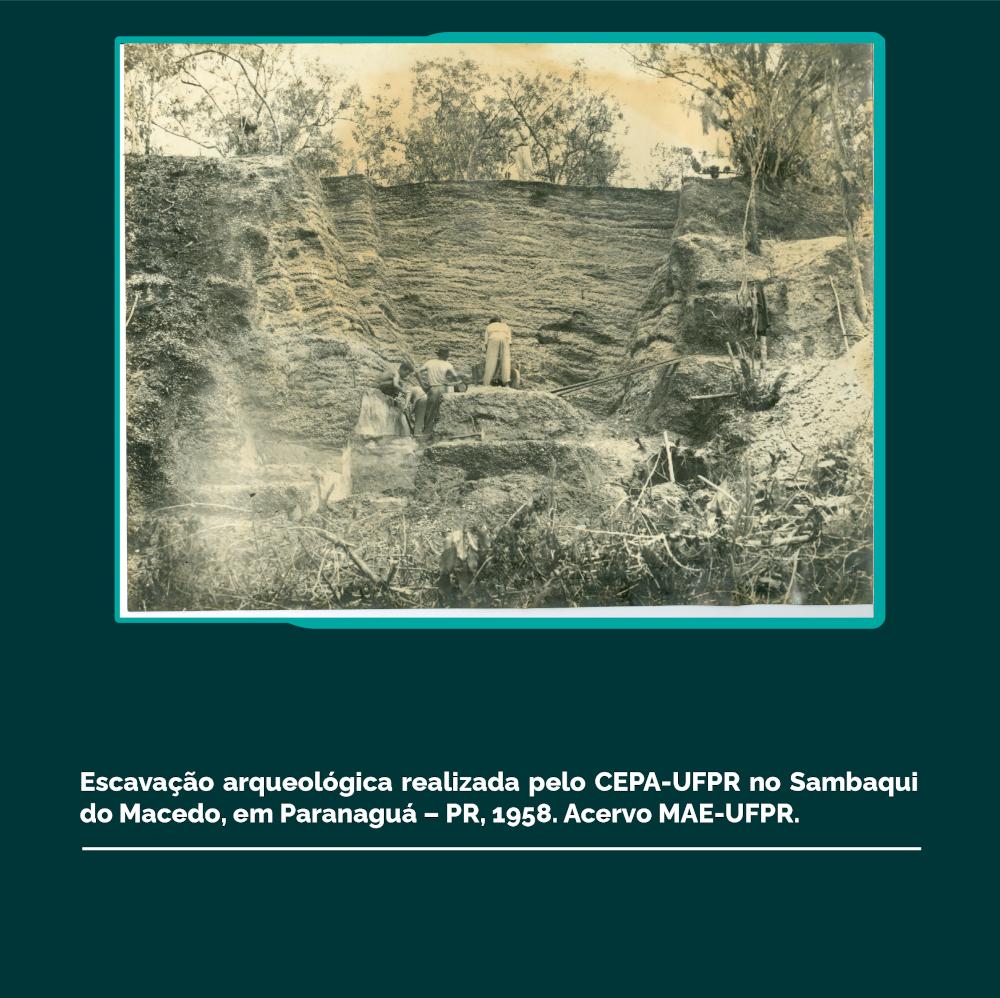 Escavação arqueológica realizada pelo CEPA-UFPR no Sambaqui
do Macedo, em Paranaguá – PR, 1958. Acervo MAE-UFPR.